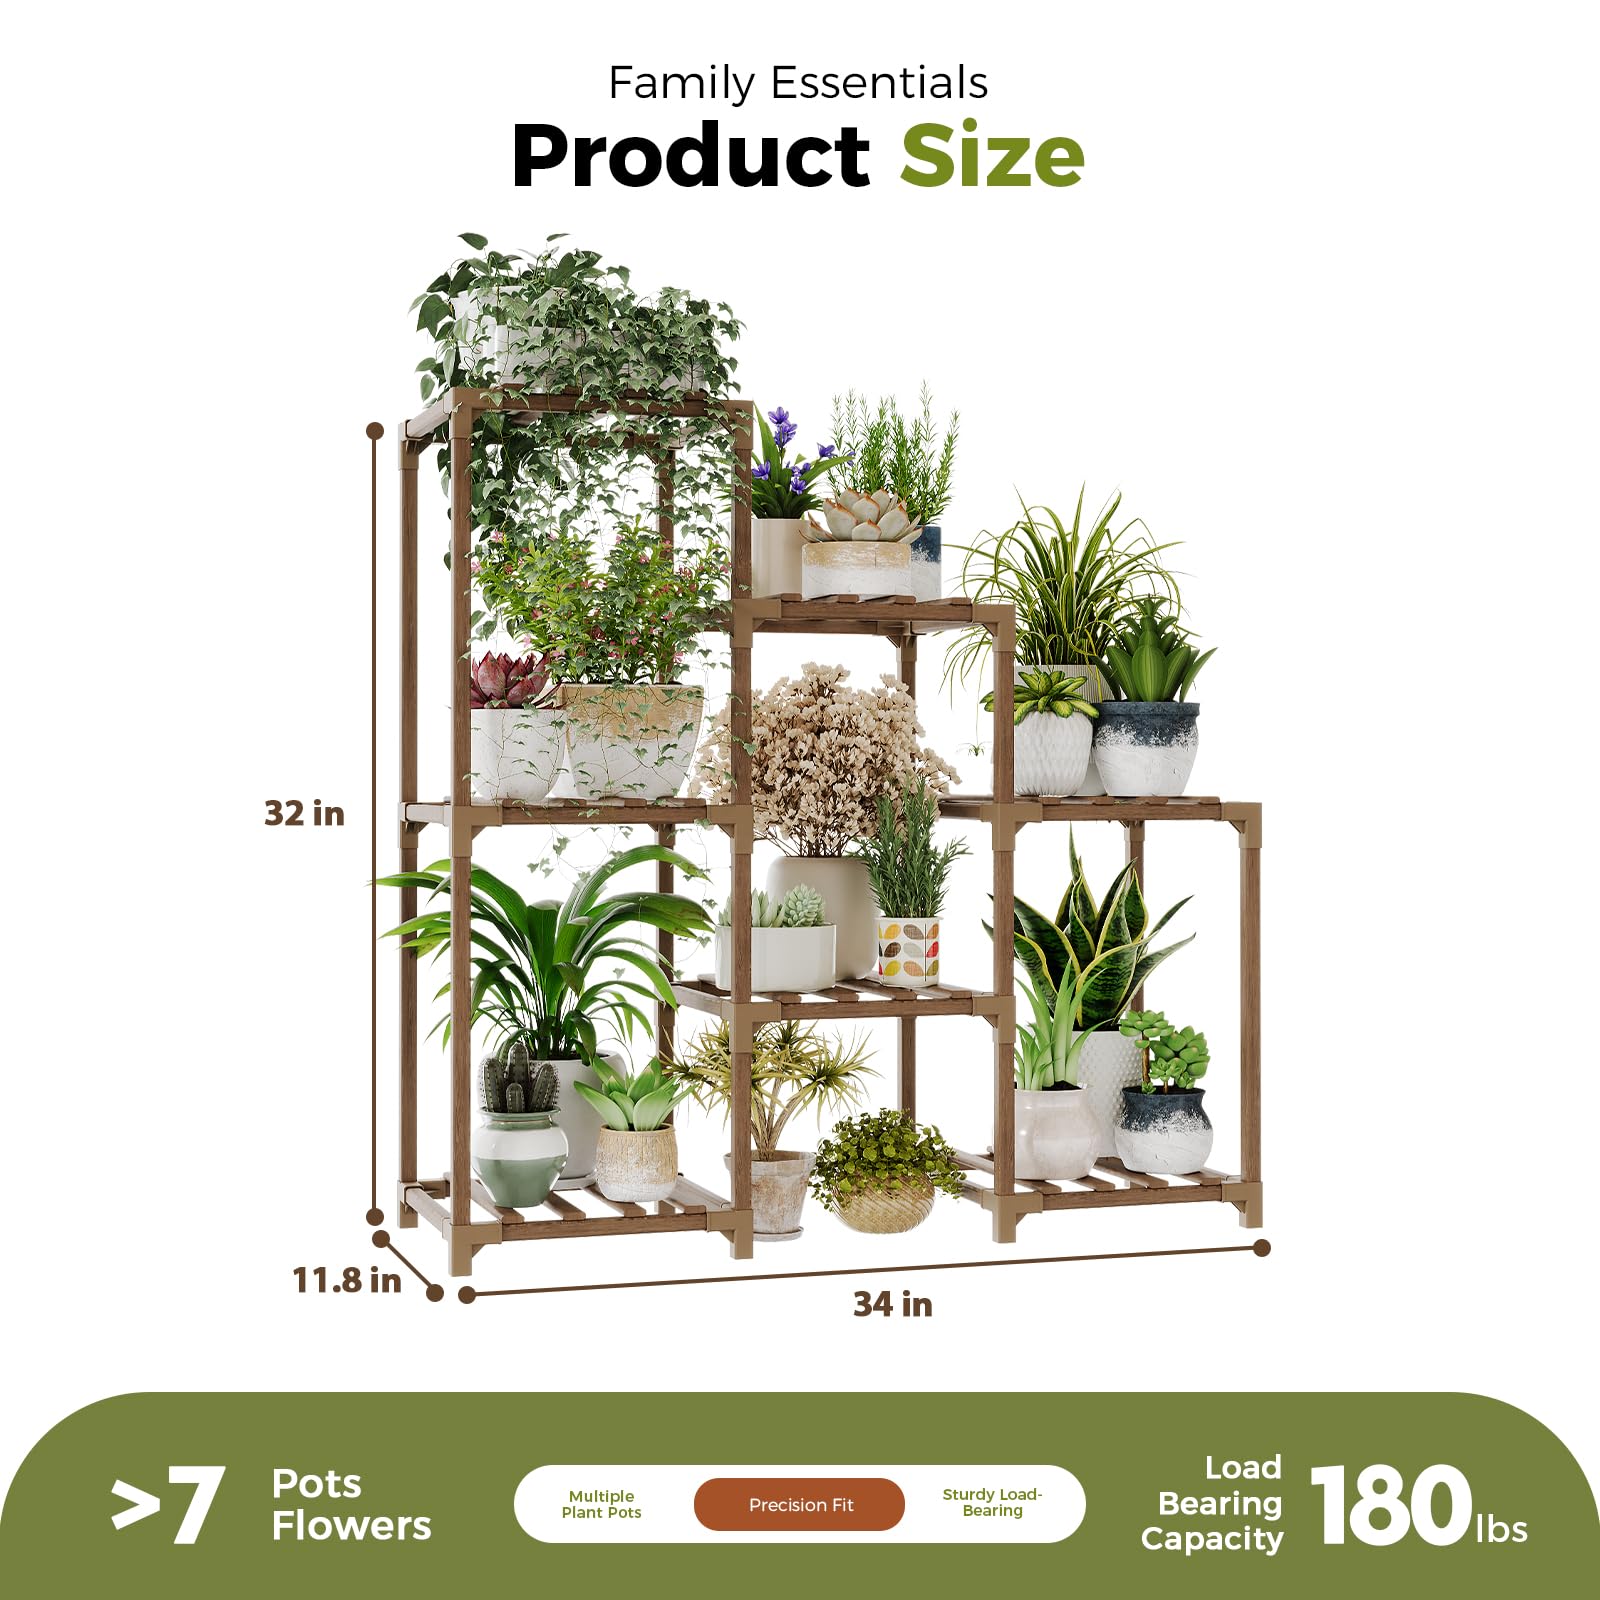 Family Essentials
Product Size
32 in
11.8 in
34 in
>7
Pots
Flowers
Multiple
Plant Pots
Precision Fit
Sturdy Load-
Bearing
Load
Bearing
Capacity
180lbs